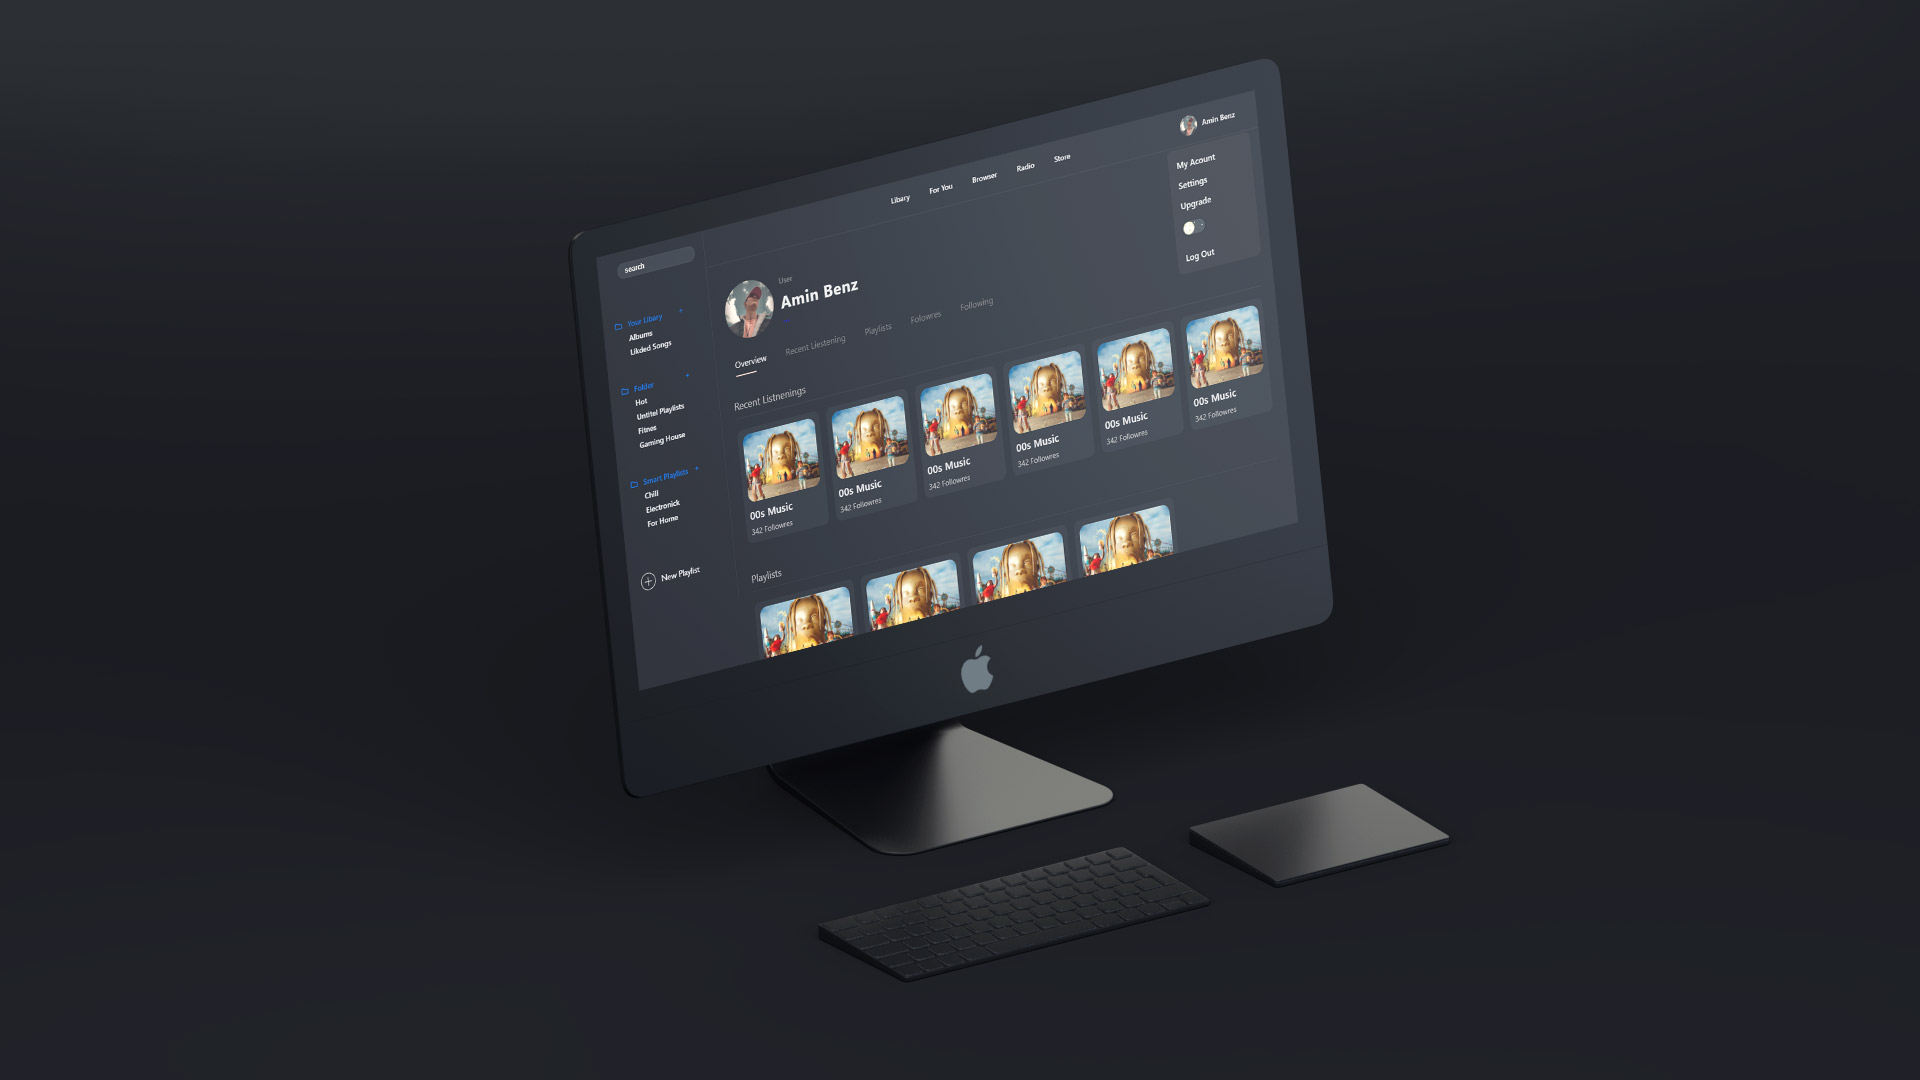 Amin Benz
Libary
For You
Browser
Radio
Store
My Acount
Settings
Upgrade
Log Out
search
Your Libary +
Albums
Likded Songs
Folder +
Hot
Untitel Playlists
Fitnes
Gaming House
Smart Playlists +
Chill
Electronick
For Home
New Playlist
User
Amin Benz
Overview
Recent Liestening
Playlists
Folowres
Following
Recent Listnenings
00s Music
342 Followres
00s Music
342 Followres
00s Music
342 Followres
00s Music
342 Followres
00s Music
342 Followres
00s Music
342 Followres
Playlists